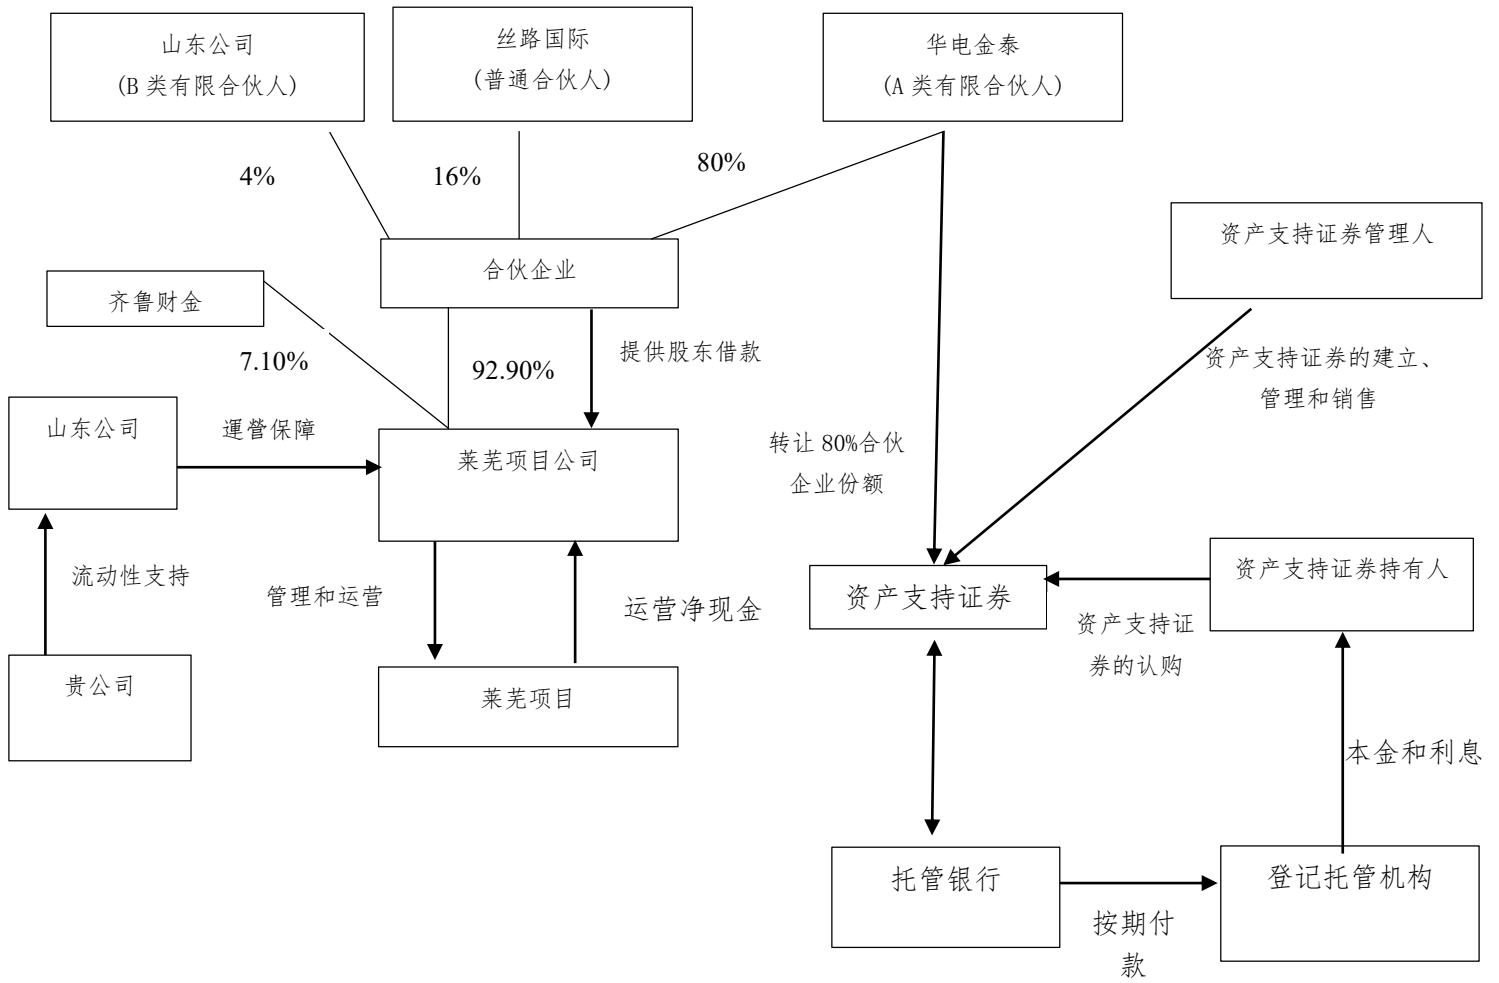 山东公司
(B 类有限合伙人)
丝路国际
(普通合伙人)
华电金泰
(A 类有限合伙人)
4%
16%
80%
合伙企业
资产支持证券管理人
齐鲁财金
7.10%
92.90%
提供股东借款
资产支持证券的建立、
管理和销售
山东公司
運營保障
莱芜项目公司
转让 80%合伙
企业份额
流动性支持
管理和运营
运营净现金
资产支持证券
资产支持证券持有人
资产支持证
券的认购
贵公司
莱芜项目
本金和利息
托管银行
按期付
款
登记托管机构